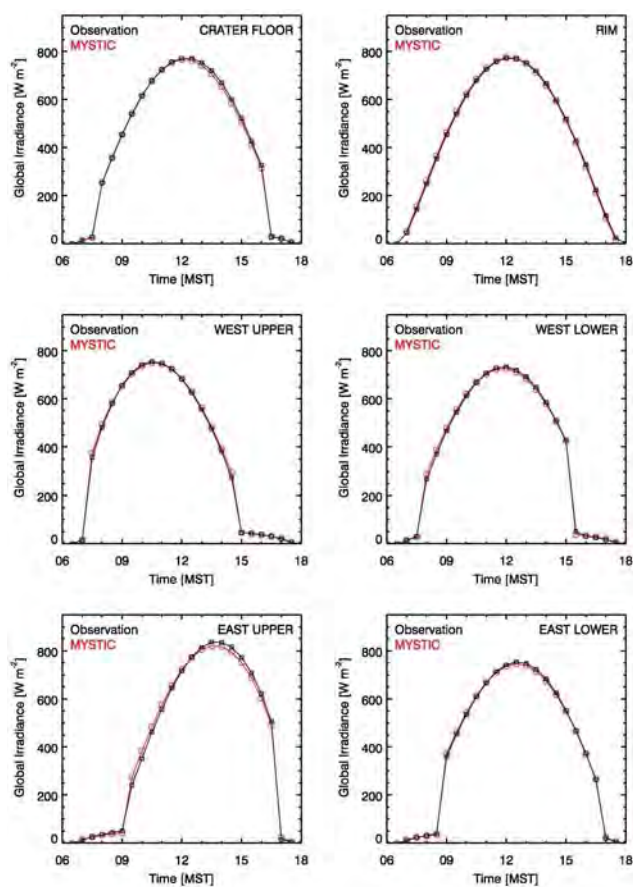 Observation CRATER FLOOR
MYSTIC
Global Irradiance [W m-2]
800
600
400
200
0
06 09 12 15 18
Time [MST]
Observation RIM
MYSTIC
Global Irradiance [W m-2]
800
600
400
200
0
06 09 12 15 18
Time [MST]
Observation WEST UPPER
MYSTIC
Global Irradiance [W m-2]
800
600
400
200
0
06 09 12 15 18
Time [MST]
Observation WEST LOWER
MYSTIC
Global Irradiance [W m-2]
800
600
400
200
0
06 09 12 15 18
Time [MST]
Observation EAST UPPER
MYSTIC
Global Irradiance [W m-2]
800
600
400
200
0
06 09 12 15 18
Time [MST]
Observation EAST LOWER
MYSTIC
Global Irradiance [W m-2]
800
600
400
200
0
06 09 12 15 18
Time [MST]